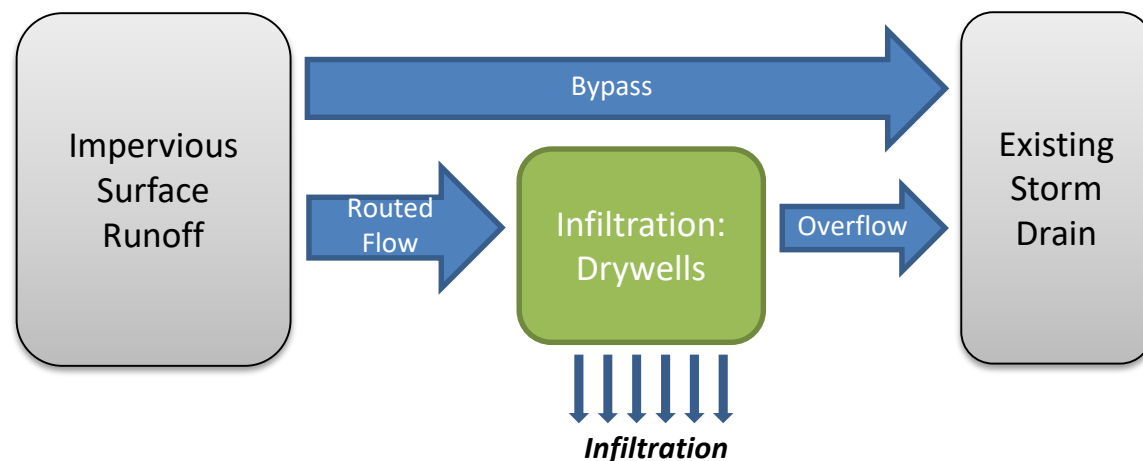 Impervious
Surface
Runoff
Bypass
Routed
Flow
Infiltration:
Drywells
Overflow
Existing
Storm
Drain
Infiltration